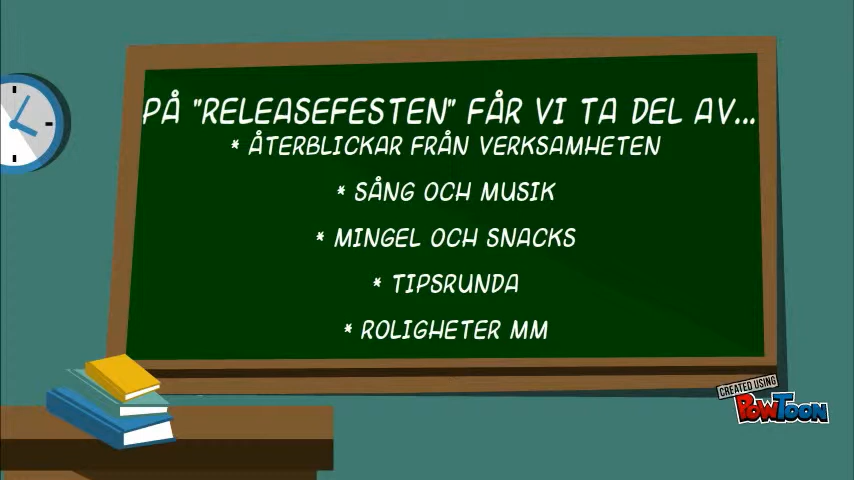 PÅ "RELEASEFESTEN" FÅR VI TA DEL AV...
* ÅTERBLICKAR FRÅN VERKSAMHETEN
* SÅNG OCH MUSIK
* MINGEL OCH SNACKS
* TIPSRUNDA
* ROLIGHETER MM
CREATED USING
POWTOON